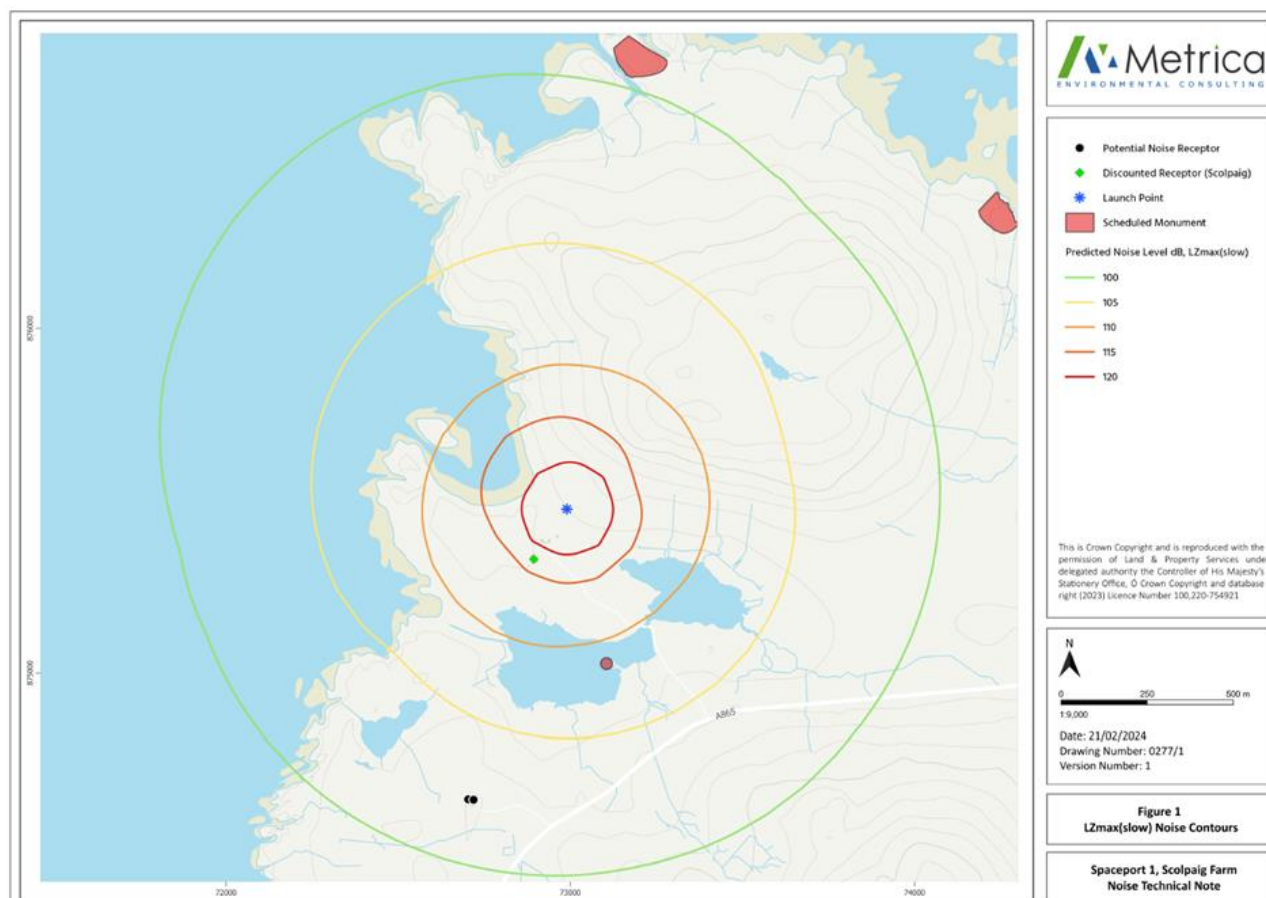 A865
876000
875000
72000
73000
74000
Metrica
ENVIRONMENTAL CONSULTING
Potential Noise Receptor
Discounted Receptor (Scolpaig)
Launch Point
Scheduled Monument
Predicted Noise Level dB, LZmax(slow)
100
105
110
115
120
This is Crown Copyright and is reproduced with the
permission of Land & Property Services unde
delegated authority the Controller of His Majesty's
Stationery Office, Ó Crown Copyright and database
right (2023) Licence Number 100,220-754921
N
0 250 500 m
1:9,000
Date: 21/02/2024
Drawing Number: 0277/1
Version Number: 1
Figure 1
LZmax(slow) Noise Contours
Spaceport 1, Scolpaig Farm
Noise Technical Note